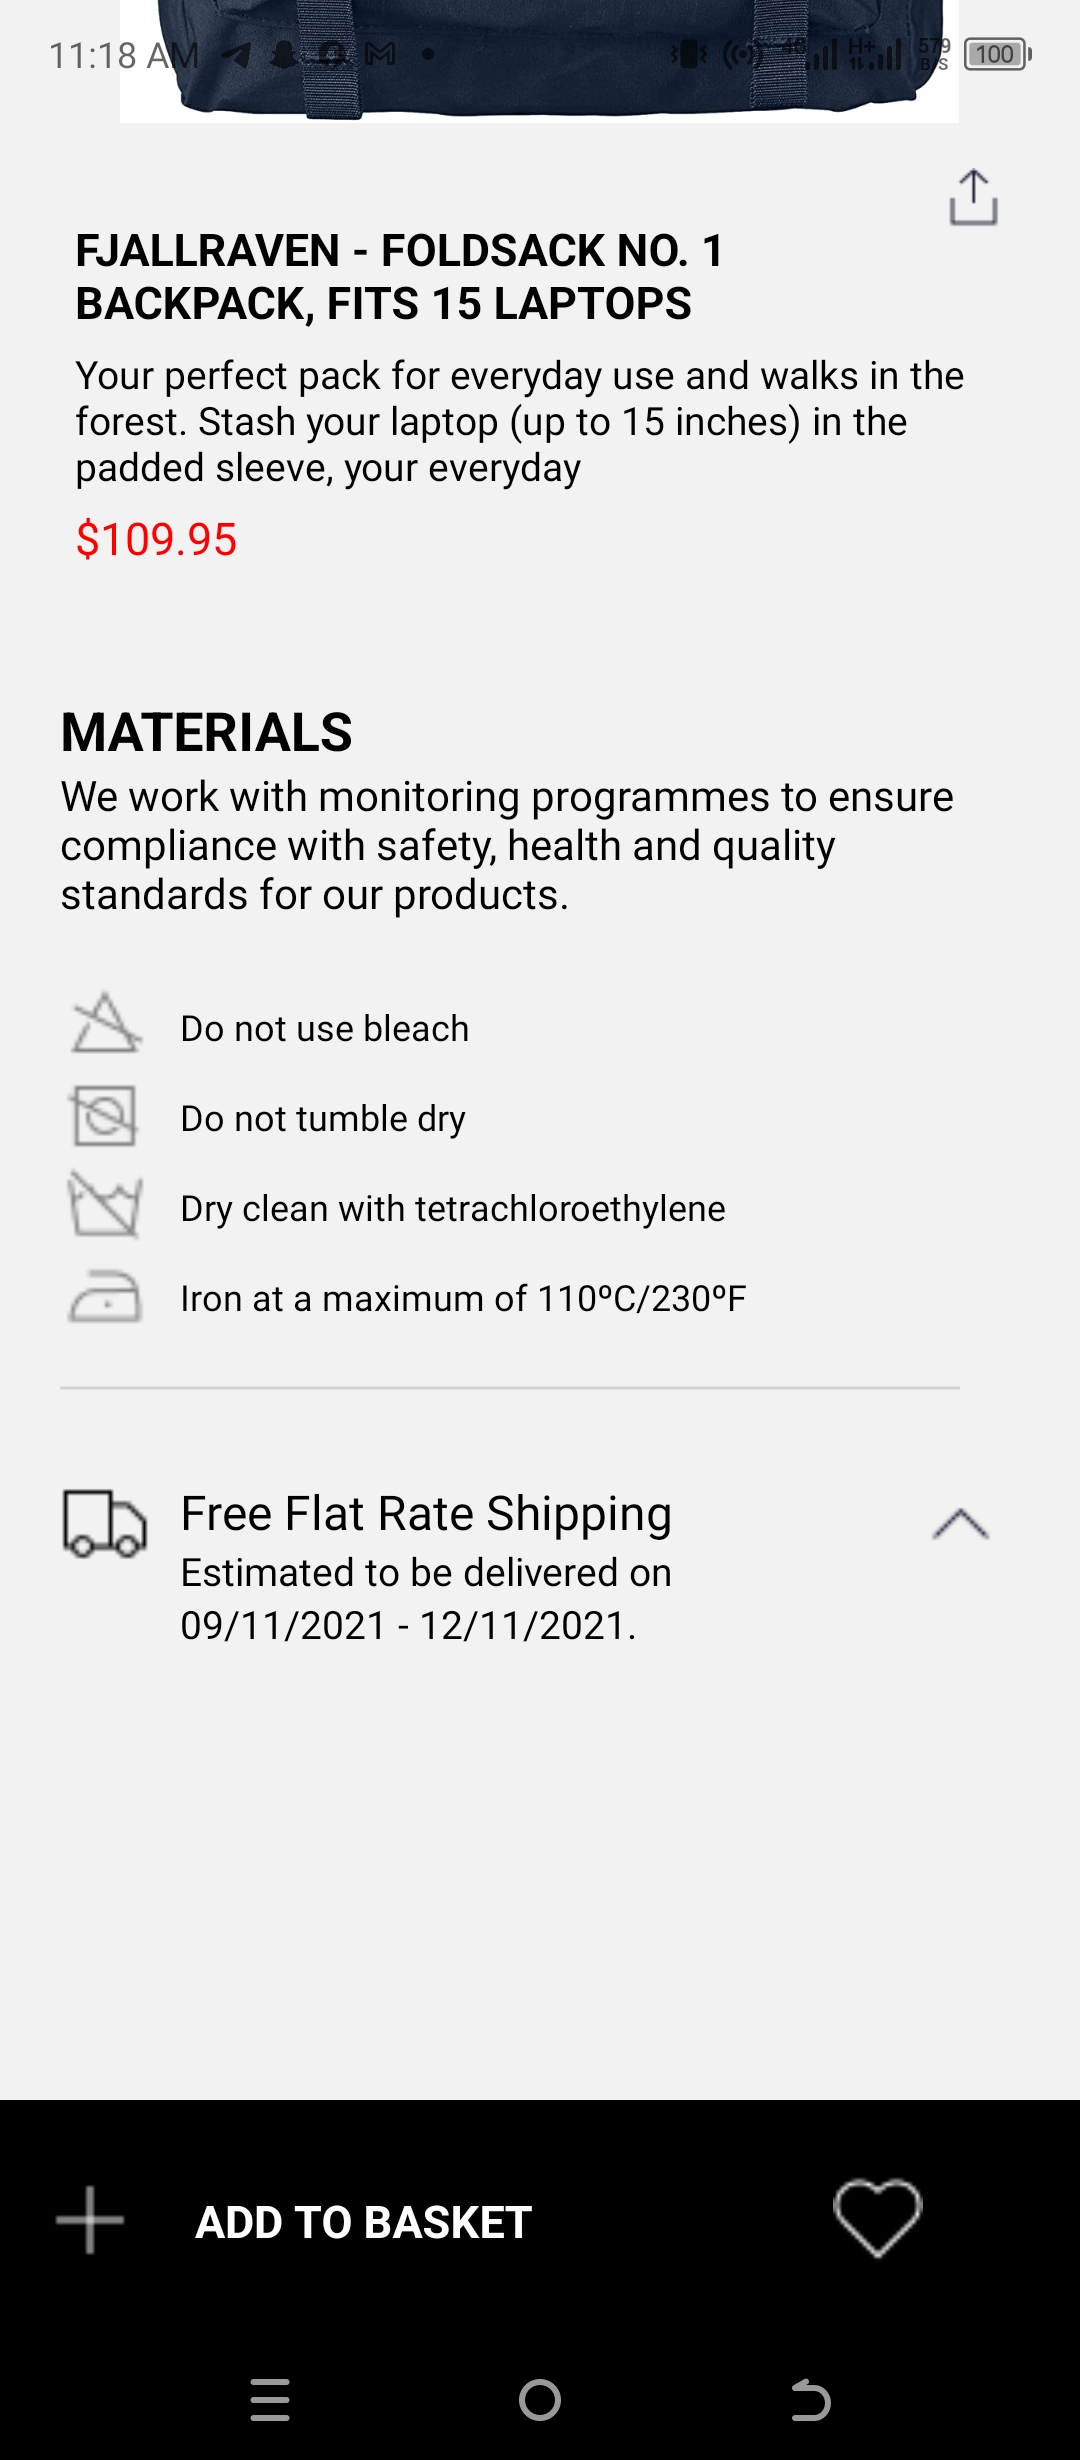 11:18 AM
H+
579
B/S
100
FJALLRAVEN - FOLDSACK NO. 1
BACKPACK, FITS 15 LAPTOPS
Your perfect pack for everyday use and walks in the
forest. Stash your laptop (up to 15 inches) in the
padded sleeve, your everyday
$109.95
MATERIALS
We work with monitoring programmes to ensure
compliance with safety, health and quality
standards for our products.
Do not use bleach
Do not tumble dry
Dry clean with tetrachloroethylene
Iron at a maximum of 110ºC/230ºF
Free Flat Rate Shipping
Estimated to be delivered on
09/11/2021 - 12/11/2021.
ADD TO BASKET